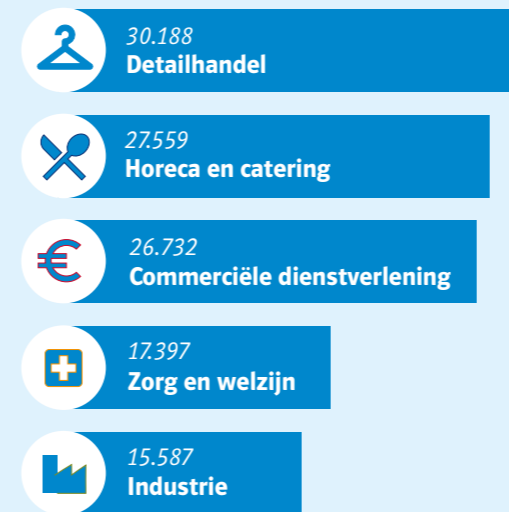 30.188
Detailhandel
27.559
Horeca en catering
26.732
Commerciële dienstverlening
17.397
Zorg en welzijn
15.587
Industrie